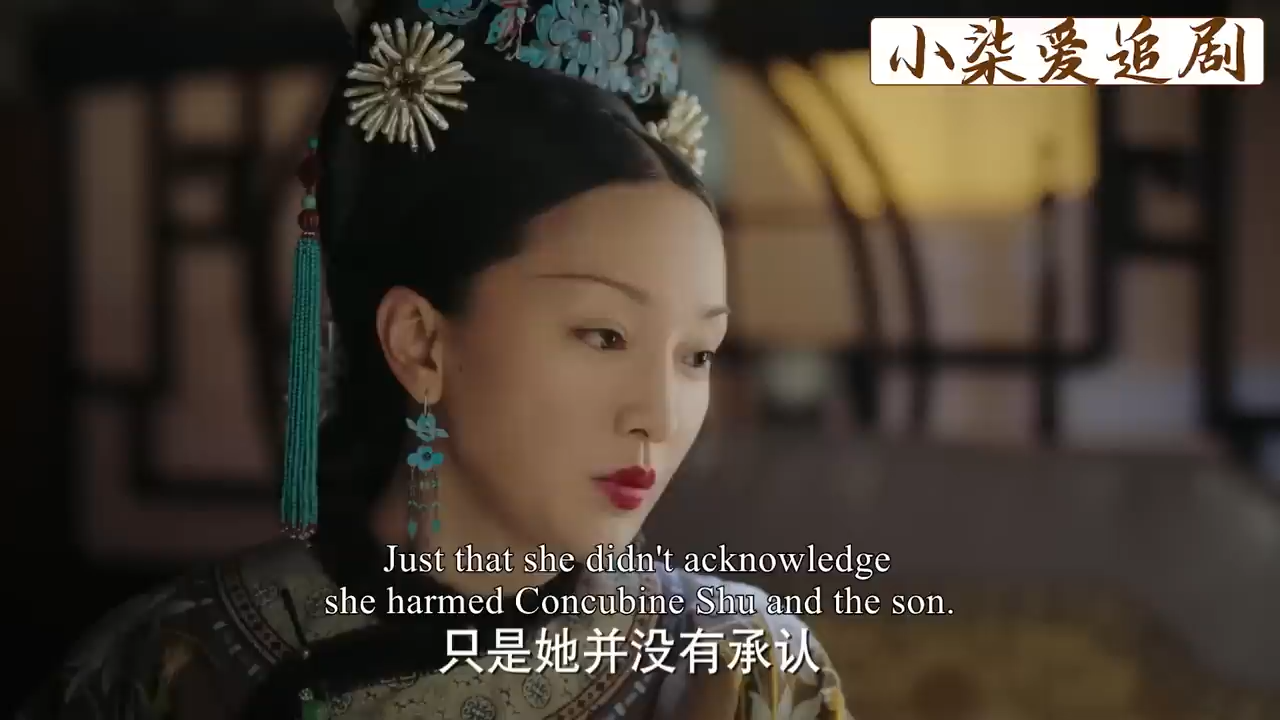 小柒爱追剧
Just that she didn't acknowledge
she harmed Concubine Shu and the son.
只是她并没有承认